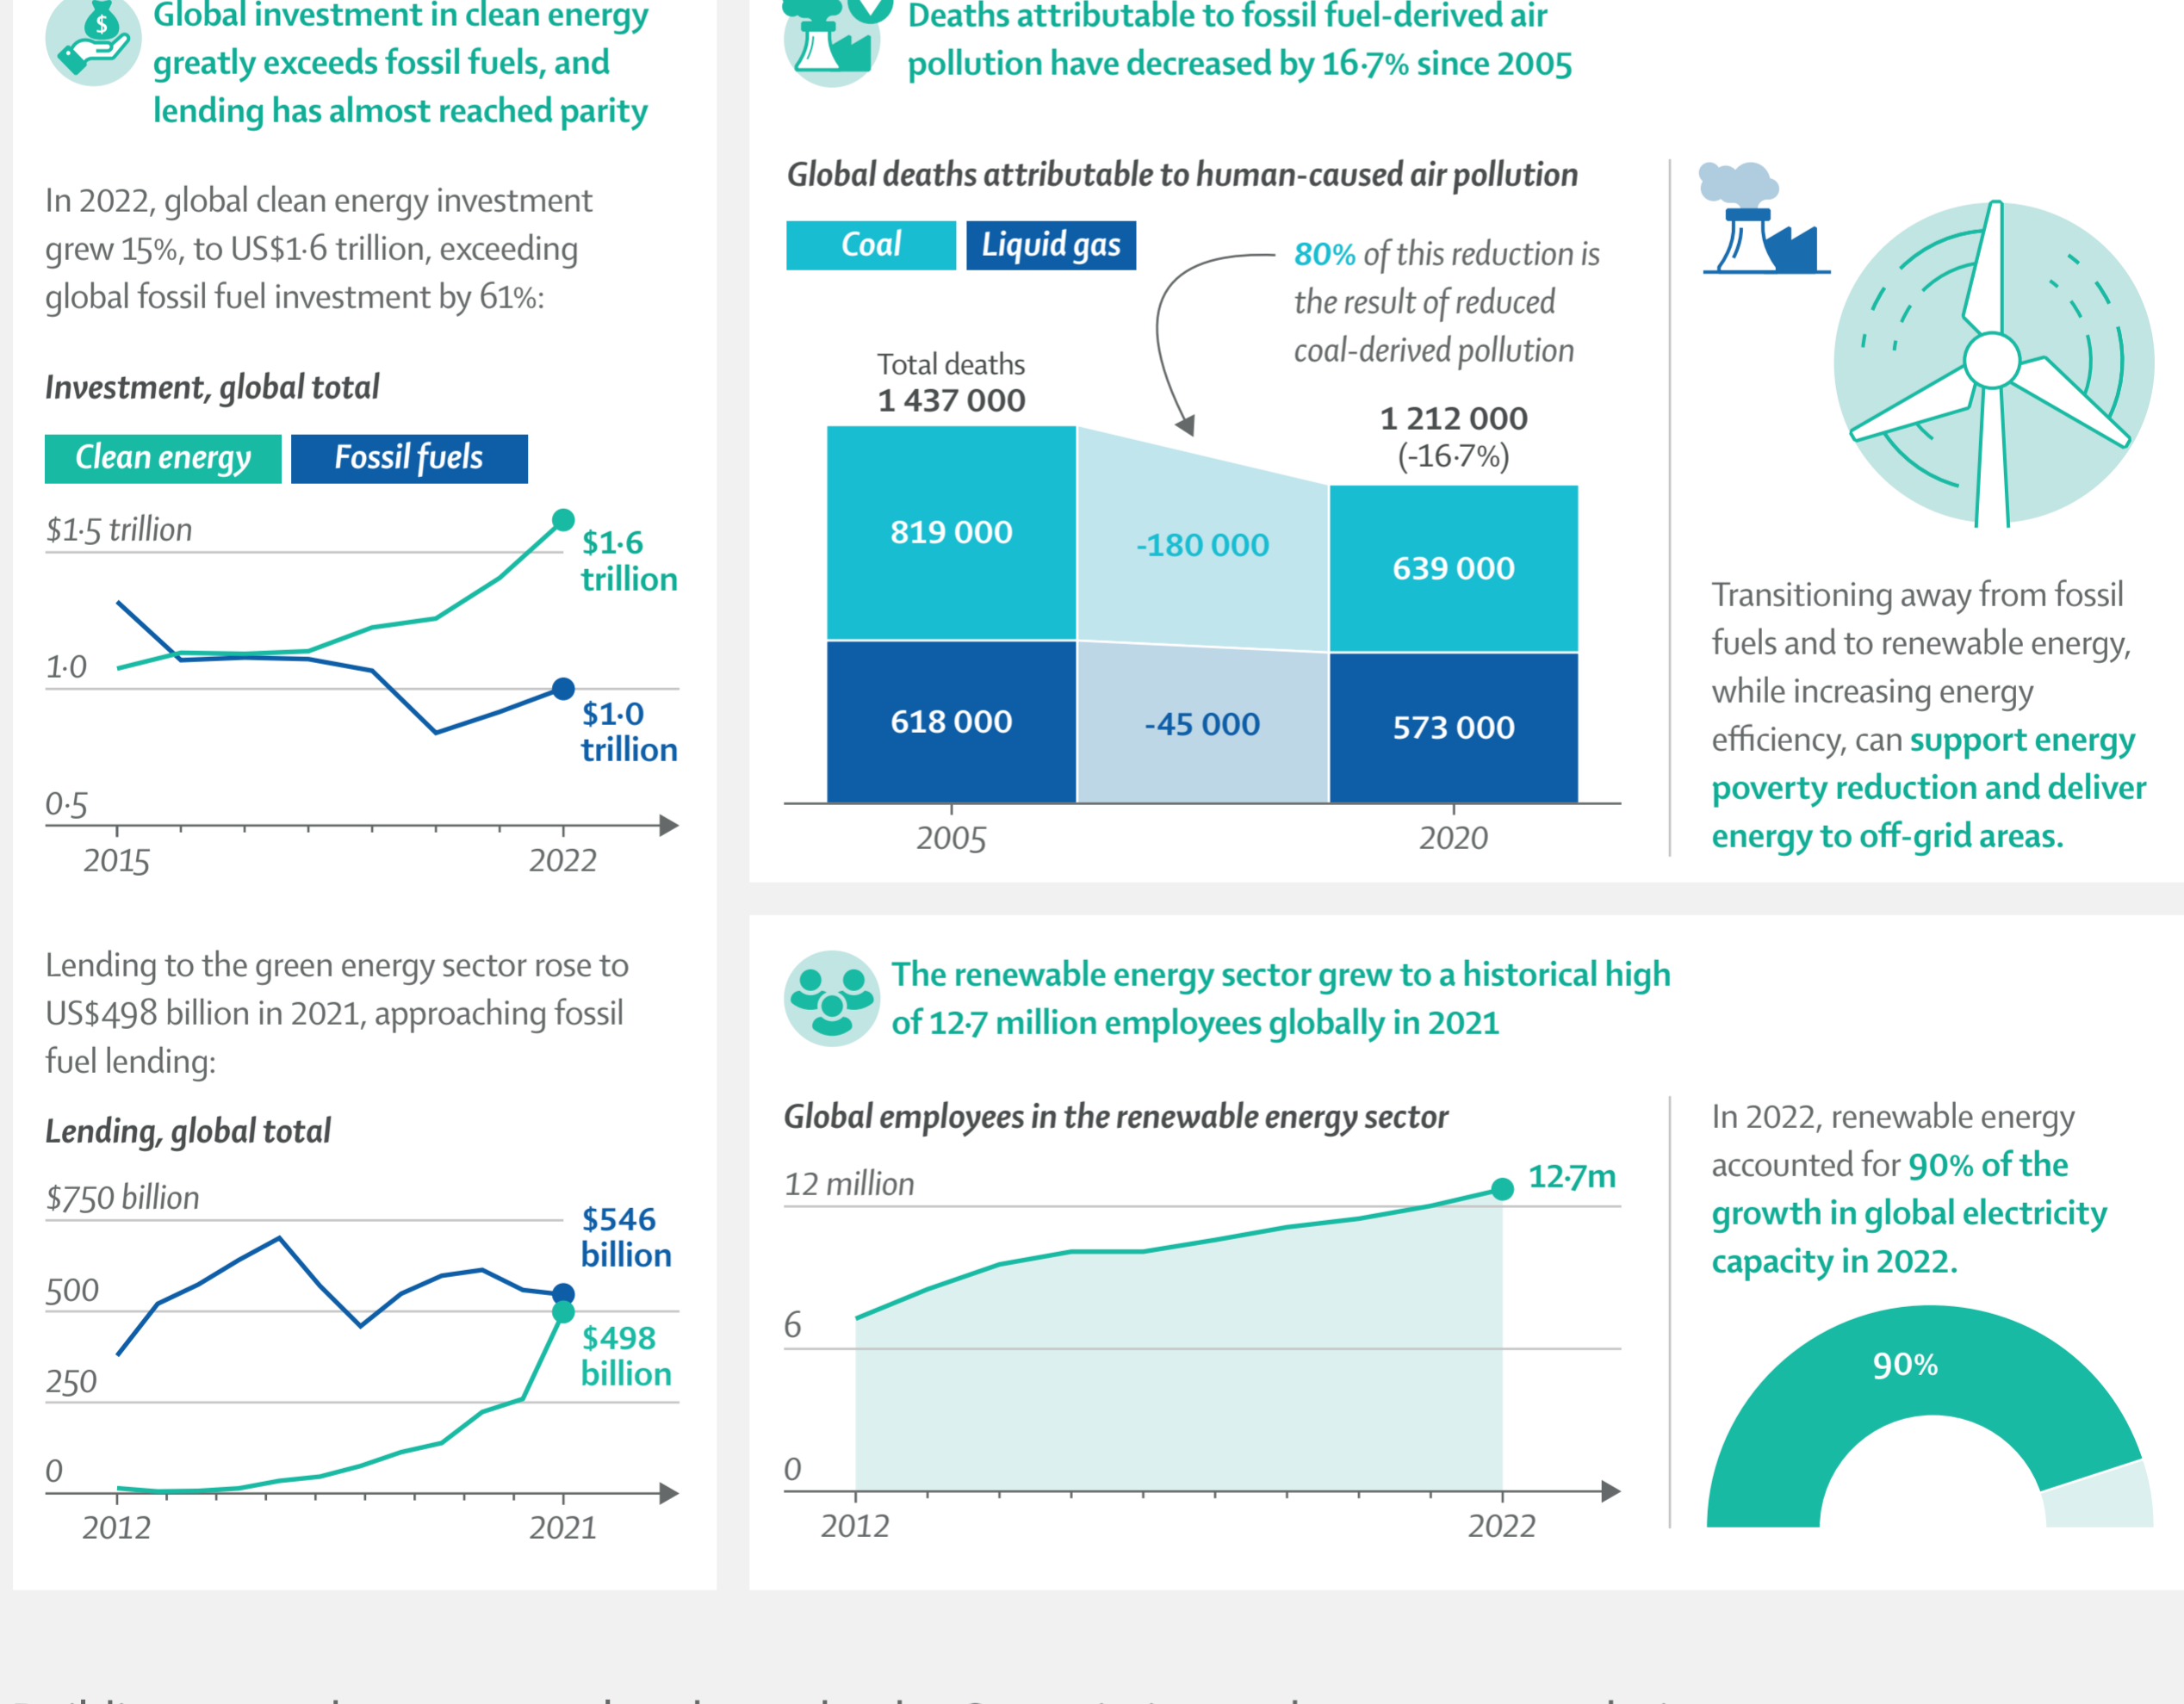 $
Global investment in clean energy
greatly exceeds fossil fuels, and
lending has almost reached parity
In 2022, global clean energy investment
grew 15%, to US$1·6 trillion, exceeding
global fossil fuel investment by 61%:
Investment, global total
Clean energy
Fossil fuels
$1·5 trillion
$1·6
trillion
1·0
$1·0
trillion
0·5
2015
2022
Lending to the green energy sector rose to
US$498 billion in 2021, approaching fossil
fuel lending:
Lending, global total
$750 billion
$546
billion
500
$498
billion
250
0
2012
2021
Deaths attributable to fossil fuel-derived air
pollution have decreased by 16·7% since 2005
Global deaths attributable to human-caused air pollution
Coal
Liquid gas
80% of this reduction is
the result of reduced
coal-derived pollution
Total deaths
1 437 000
1 212 000
(-16·7%)
819 000
-180 000
639 000
618 000
-45 000
573 000
2005
2020
Transitioning away from fossil
fuels and to renewable energy,
while increasing energy
efficiency, can support energy
poverty reduction and deliver
energy to off-grid areas.
The renewable energy sector grew to a historical high
of 12·7 million employees globally in 2021
Global employees in the renewable energy sector
12 million
12·7m
6
0
2012
2022
In 2022, renewable energy
accounted for 90% of the
growth in global electricity
capacity in 2022.
90%